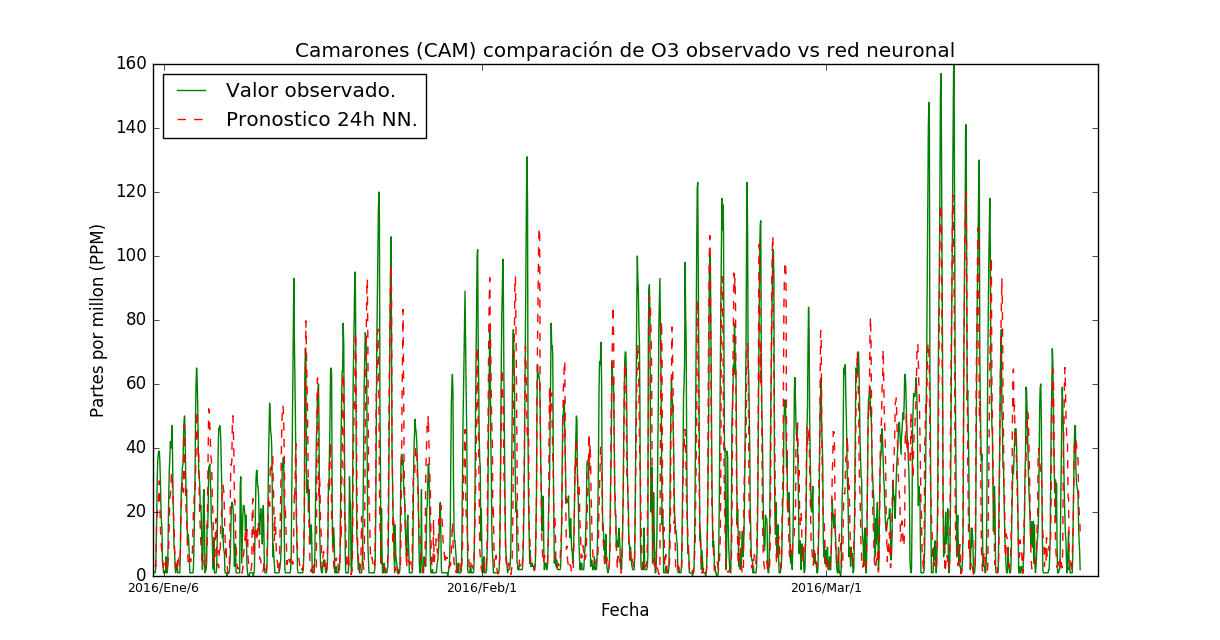 Camarones (CAM) comparación de O3 observado vs red neuronal
Valor observado.
Pronostico 24h NN.
Partes por millon (PPM)
160
140
120
100
80
60
40
20
0
2016/Ene/6 2016/Feb/1 2016/Mar/1
Fecha